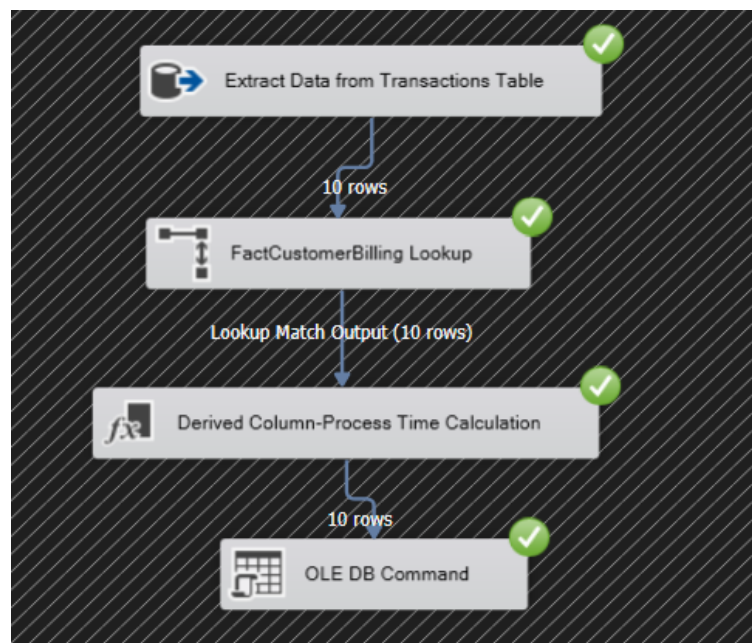 Extract Data from Transactions Table
10 rows
FactCustomerBilling Lookup
Lookup Match Output (10 rows)
fx
Derived Column-Process Time Calculation
10 rows
OLE DB Command